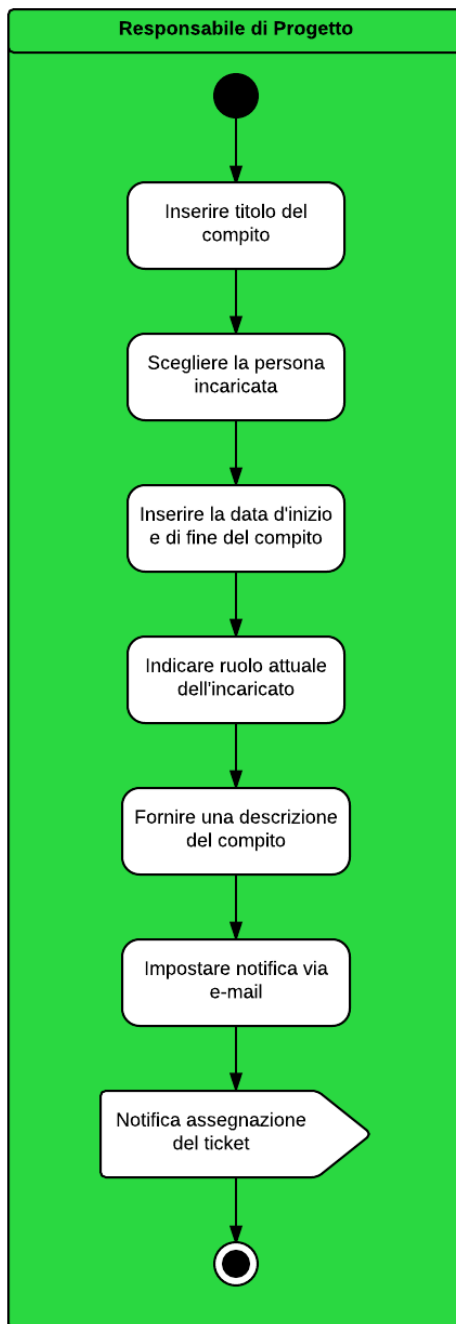 Responsabile di Progetto
Inserire titolo del
compito
Scegliere la persona
incaricata
Inserire la data d'inizio
e di fine del compito
Indicare ruolo attuale
dell'incaricato
Fornire una descrizione
del compito
Impostare notifica via
e-mail
Notifica assegnazione
del ticket